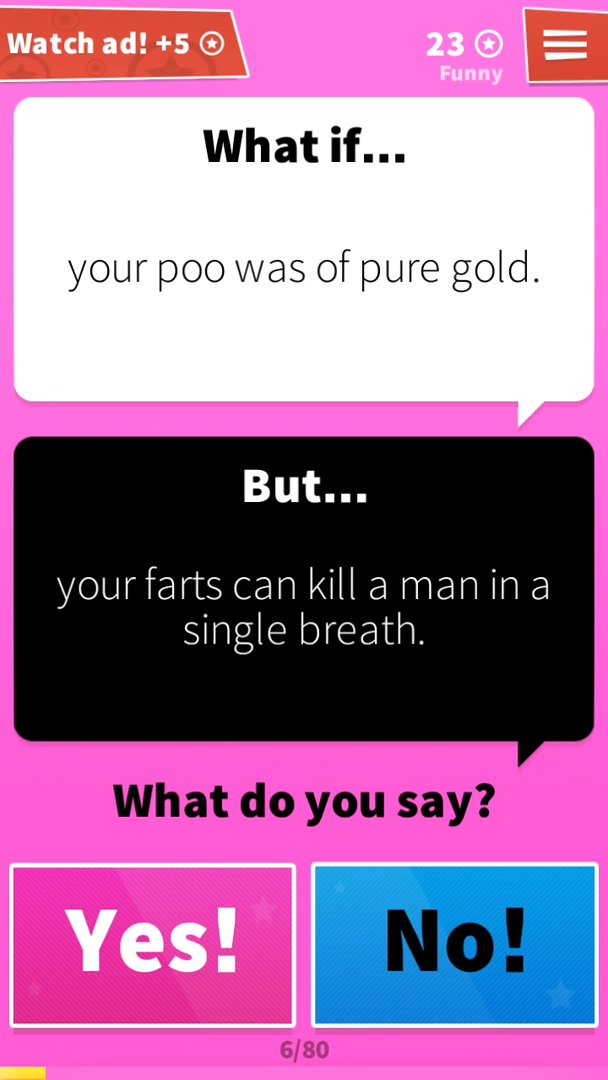 Watch ad! +5
23
Funny
What if...
your poo was of pure gold.
But...
your farts can kill a man in a
single breath.
What do you say?
Yes!
No!
6/80